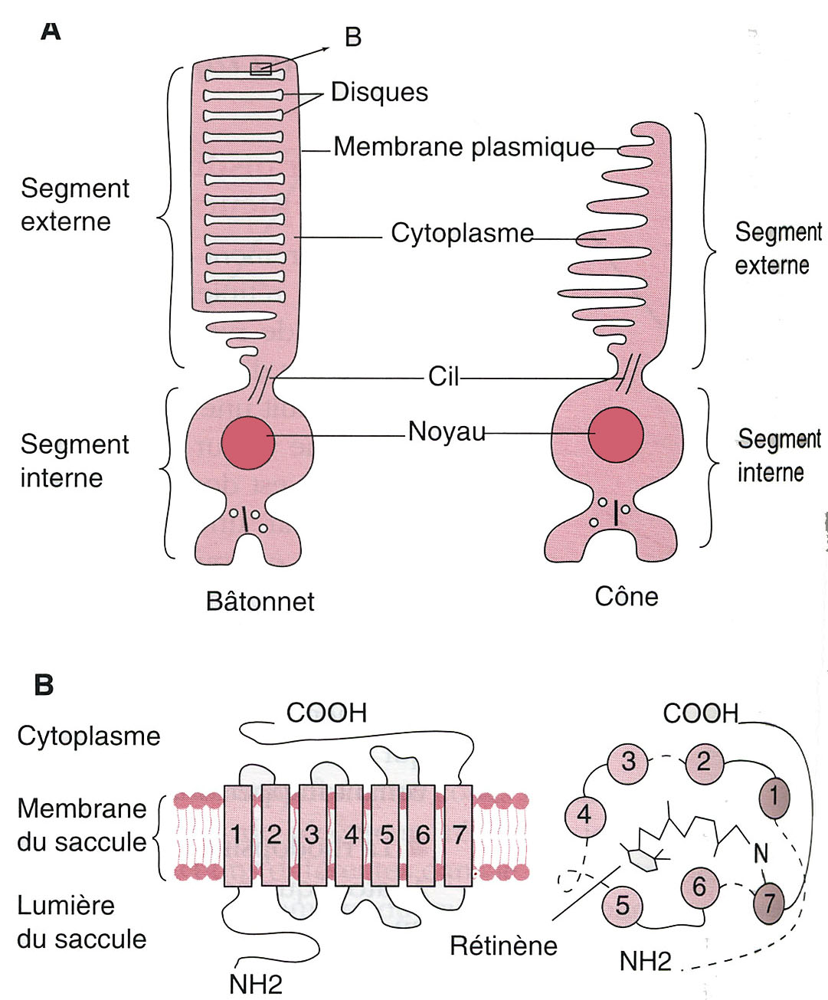 A
B
Disques
Membrane plasmique
Segment
externe
Cytoplasme
Segment
externe
Cil
Noyau
Segment
interne
Segment
interne
Bâtonnet
Cône
B
COOH
COOH
Cytoplasme
3
2
1
4
Membrane
du saccule
1
2
3
4
5
6
7
N
6
5
7
Lumière
du saccule
Rétinène
NH2
NH2